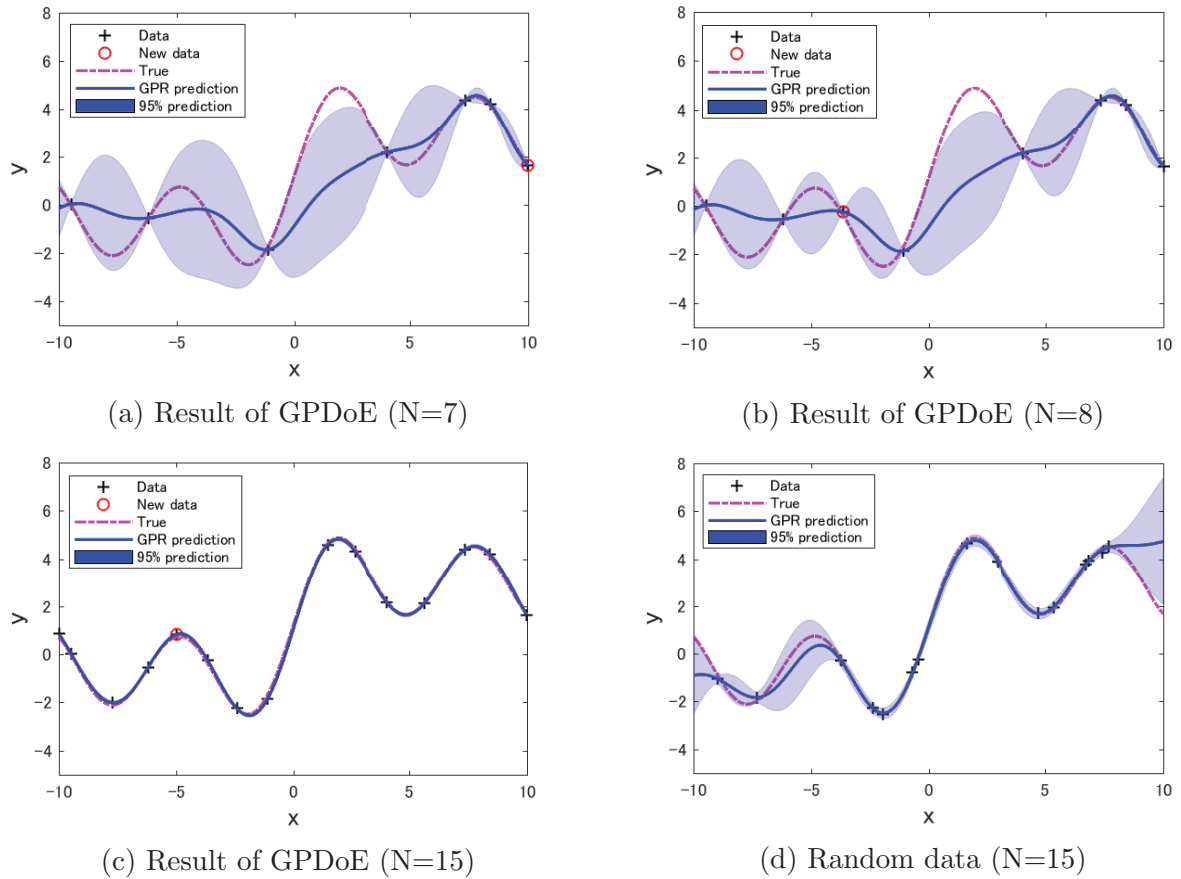 8
6
4
2
0
-2
-4
y
Data
New data
True
GPR prediction
95% prediction
-10
-5
0
5
10
x
(a) Result of GPDoE (N=7)
8
6
4
2
0
-2
-4
y
Data
New data
True
GPR prediction
95% prediction
-10
-5
0
5
10
x
(b) Result of GPDoE (N=8)
8
6
4
2
0
-2
-4
y
Data
New data
True
GPR prediction
95% prediction
-10
-5
0
5
10
x
(c) Result of GPDoE (N=15)
8
6
4
2
0
-2
-4
y
Data
True
GPR prediction
95% prediction
-10
-5
0
5
10
x
(d) Random data (N=15)